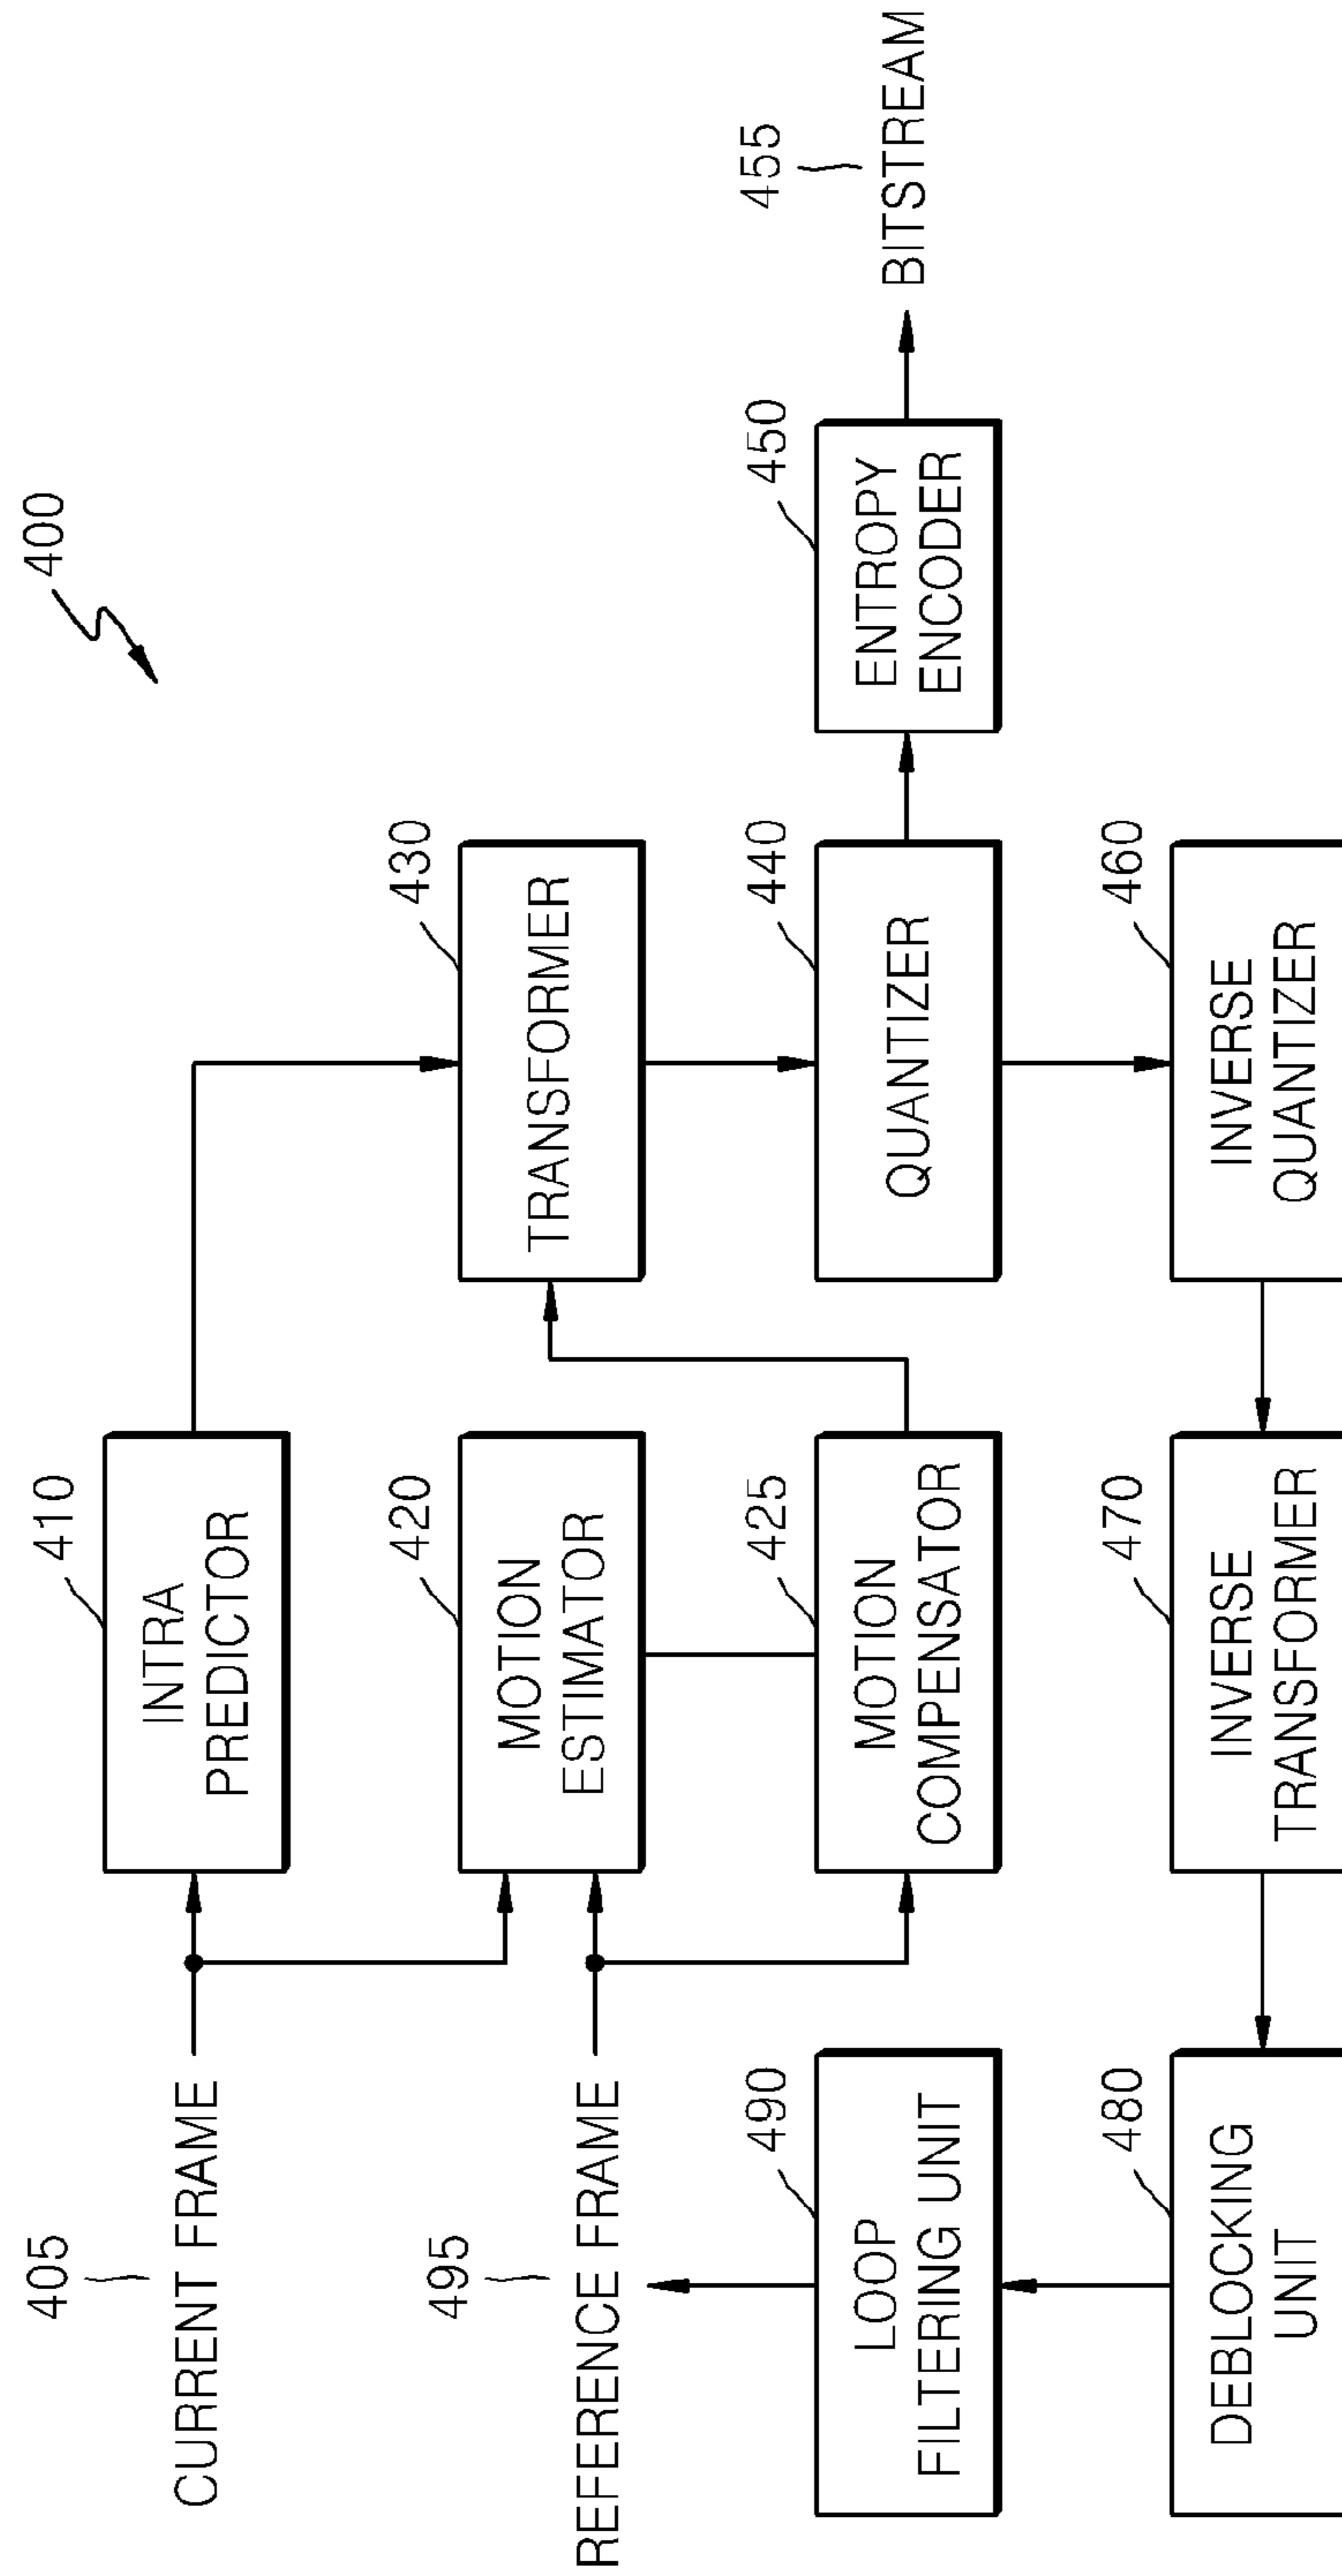 400
405
CURRENT FRAME
410
INTRA
PREDICTOR
495
REFERENCE FRAME
420
MOTION
ESTIMATOR
430
TRANSFORMER
490
LOOP
FILTERING UNIT
425
MOTION
COMPENSATOR
440
QUANTIZER
450
ENTROPY
ENCODER
455
BITSTREAM
480
DEBLOCKING
UNIT
470
INVERSE
TRANSFORMER
460
INVERSE
QUANTIZER